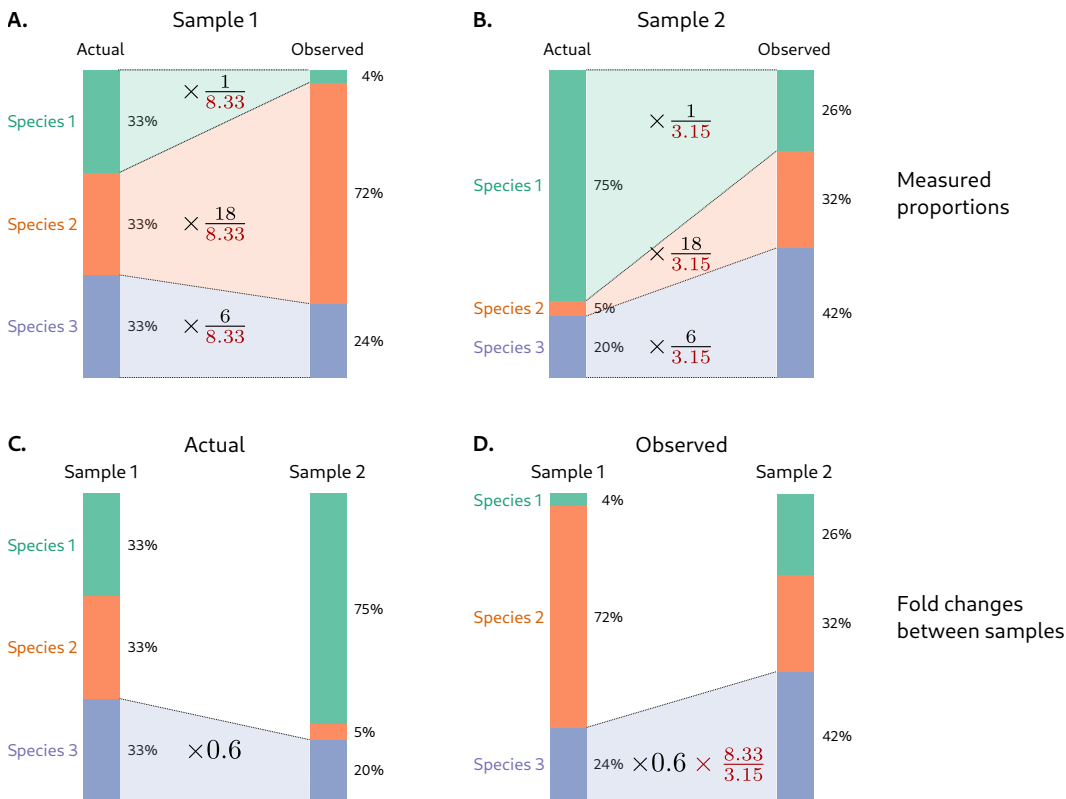 A.
Sample 1
Actual
Observed
Species 1
33%
× 1/8.33
4%
Species 2
33%
× 18/8.33
72%
Species 3
33%
× 6/8.33
24%
B.
Sample 2
Actual
Observed
Species 1
75%
× 1/3.15
26%
Species 2
5%
× 18/3.15
32%
Species 3
20%
× 6/3.15
42%
Measured
proportions
C.
Actual
Sample 1
Sample 2
Species 1
33%
75%
Species 2
33%
5%
Species 3
33%
×0.6
20%
D.
Observed
Sample 1
Sample 2
Species 1
4%
26%
Species 2
72%
32%
Species 3
24%
×0.6 × 8.33/3.15
42%
Fold changes
between samples